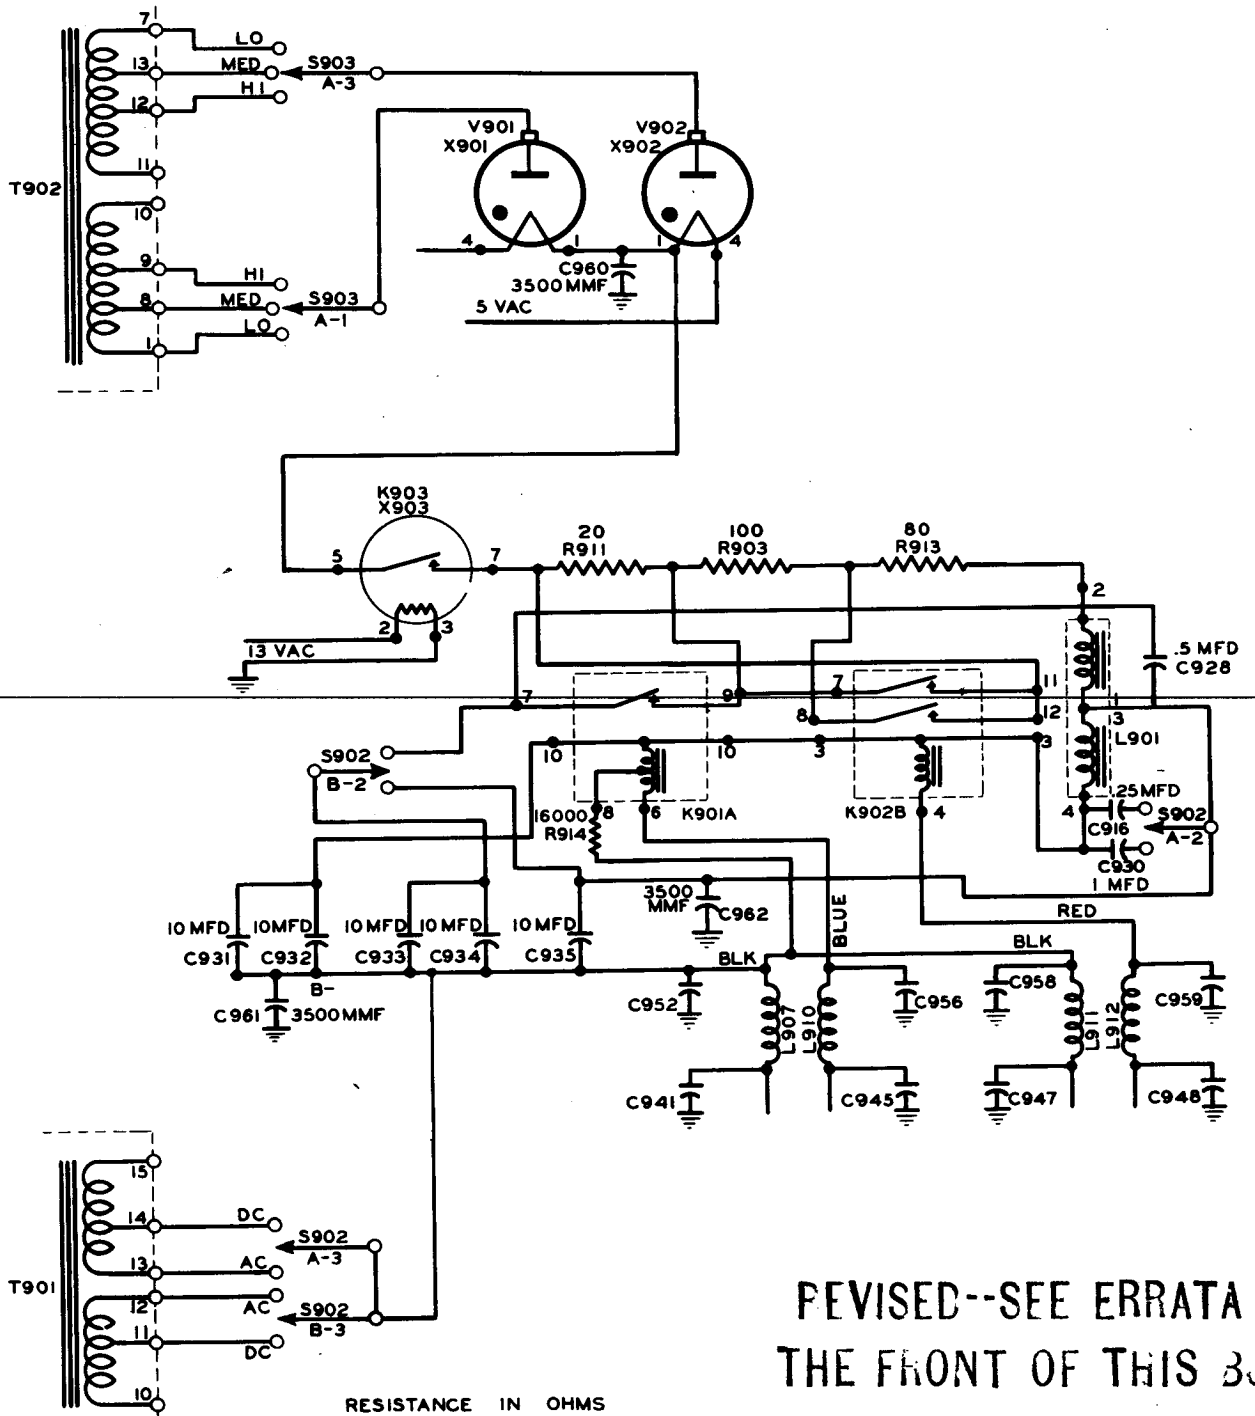 7
LO
13
MED
S903
A-3
12
HI
11
T902
10
9
HI
8
MED
S903
A-1
LO
1
V901
X901
V902
X902
4
1
1
4
C960
3500 MMF
5 VAC
K903
X903
5
7
2
3
13 VAC
20
R911
100
R903
80
R913
2
.5 MFD
C928
7
9
7
11
8
12
1
3
L901
S902
B-2
10
10
3
3
16000
R914
8
6
K901A
K902B
4
4
.25 MFD
C916
S902
A-2
C930
1 MFD
3500
MMF
C962
BLUE
RED
10 MFD
C931
10 MFD
C932
10 MFD
C933
10 MFD
C934
10 MFD
C935
B-
C961
3500 MMF
BLK
BLK
C952
L907
L910
C956
C958
L911
L912
C959
C941
C945
C947
C948
15
14
DC
S902
A-3
13
AC
T901
12
AC
S902
B-3
11
DC
10
REVISED--SEE ERRATA
THE FRONT OF THIS
RESISTANCE IN OHMS